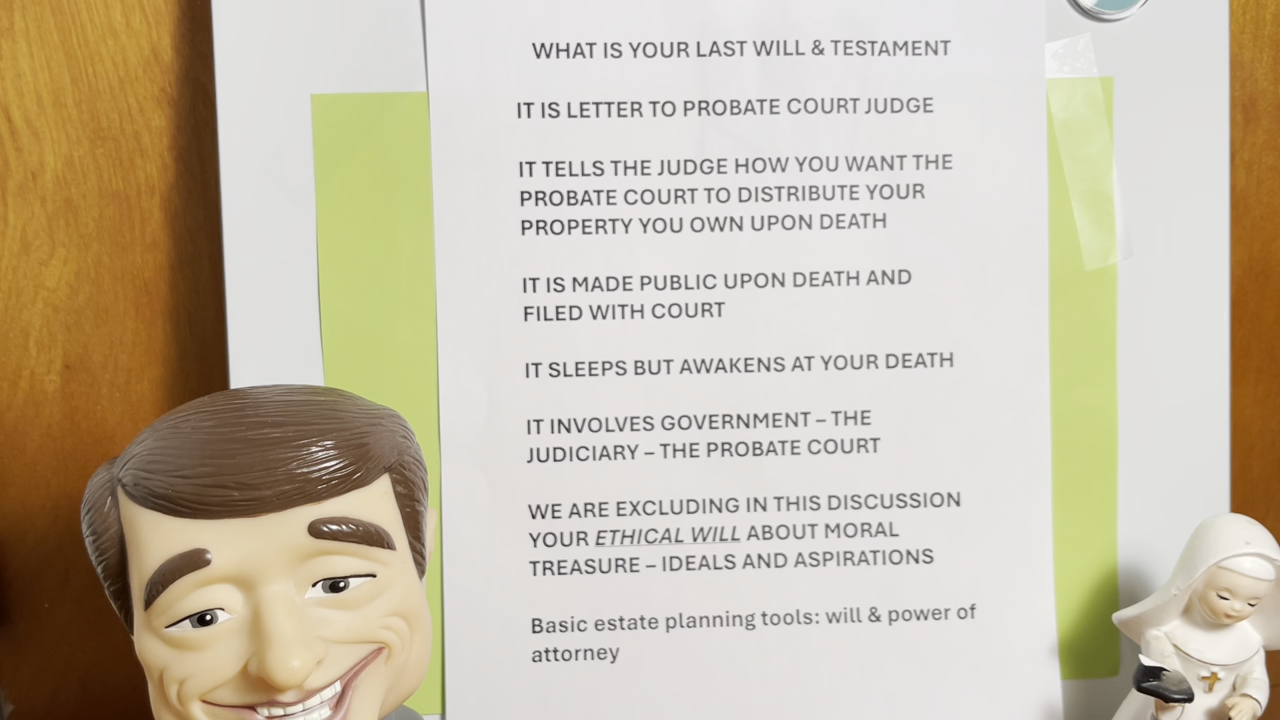 WHAT IS YOUR LAST WILL & TESTAMENT
IT IS LETTER TO PROBATE COURT JUDGE
IT TELLS THE JUDGE HOW YOU WANT THE
PROBATE COURT TO DISTRIBUTE YOUR
PROPERTY YOU OWN UPON DEATH
IT IS MADE PUBLIC UPON DEATH AND
FILED WITH COURT
IT SLEEPS BUT AWAKENS AT YOUR DEATH
IT INVOLVES GOVERNMENT – THE
JUDICIARY – THE PROBATE COURT
WE ARE EXCLUDING IN THIS DISCUSSION
YOUR ETHICAL WILL ABOUT MORAL
TREASURE – IDEALS AND ASPIRATIONS
Basic estate planning tools: will & power of
attorney